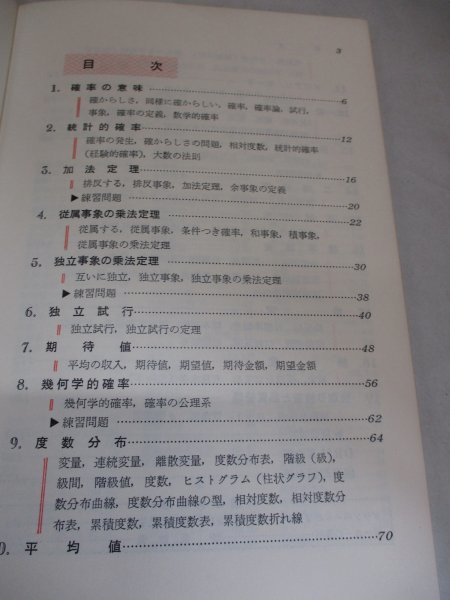 3
目 次
1. 確率の意味 6
確からしさ，同様に確からしい，確率，確率論，試行，
事象，確率の定義，数学的確率
2. 統計的確率 12
確率の発生，確からしさの問題，相対度数，統計的確率
（経験的確率），大数の法則
3. 加法定理 16
排反する，排反事象，加法定理，余事象の定義
▶練習問題 20
4. 従属事象の乗法定理 22
従属する，従属事象，条件つき確率，和事象，積事象，
従属事象の乗法定理
5. 独立事象の乗法定理 30
互いに独立，独立事象，独立事象の乗法定理
▶練習問題 38
6. 独立試行 40
独立試行，独立試行の定理
7. 期待値 48
平均の収入，期待値，期望値，期待金額，期望金額
8. 幾何学的確率 56
幾何学的確率，確率の公理系
▶練習問題 62
9. 度数分布 64
変量，連続変量，離散変量，度数分布表，階級（級），
級間，階級値，度数，ヒストグラム（柱状グラフ），度
数分布曲線，度数分布曲線の型，相対度数，相対度数分
布表，累積度数，累積度数表，累積度数折れ線
0. 平均値 70